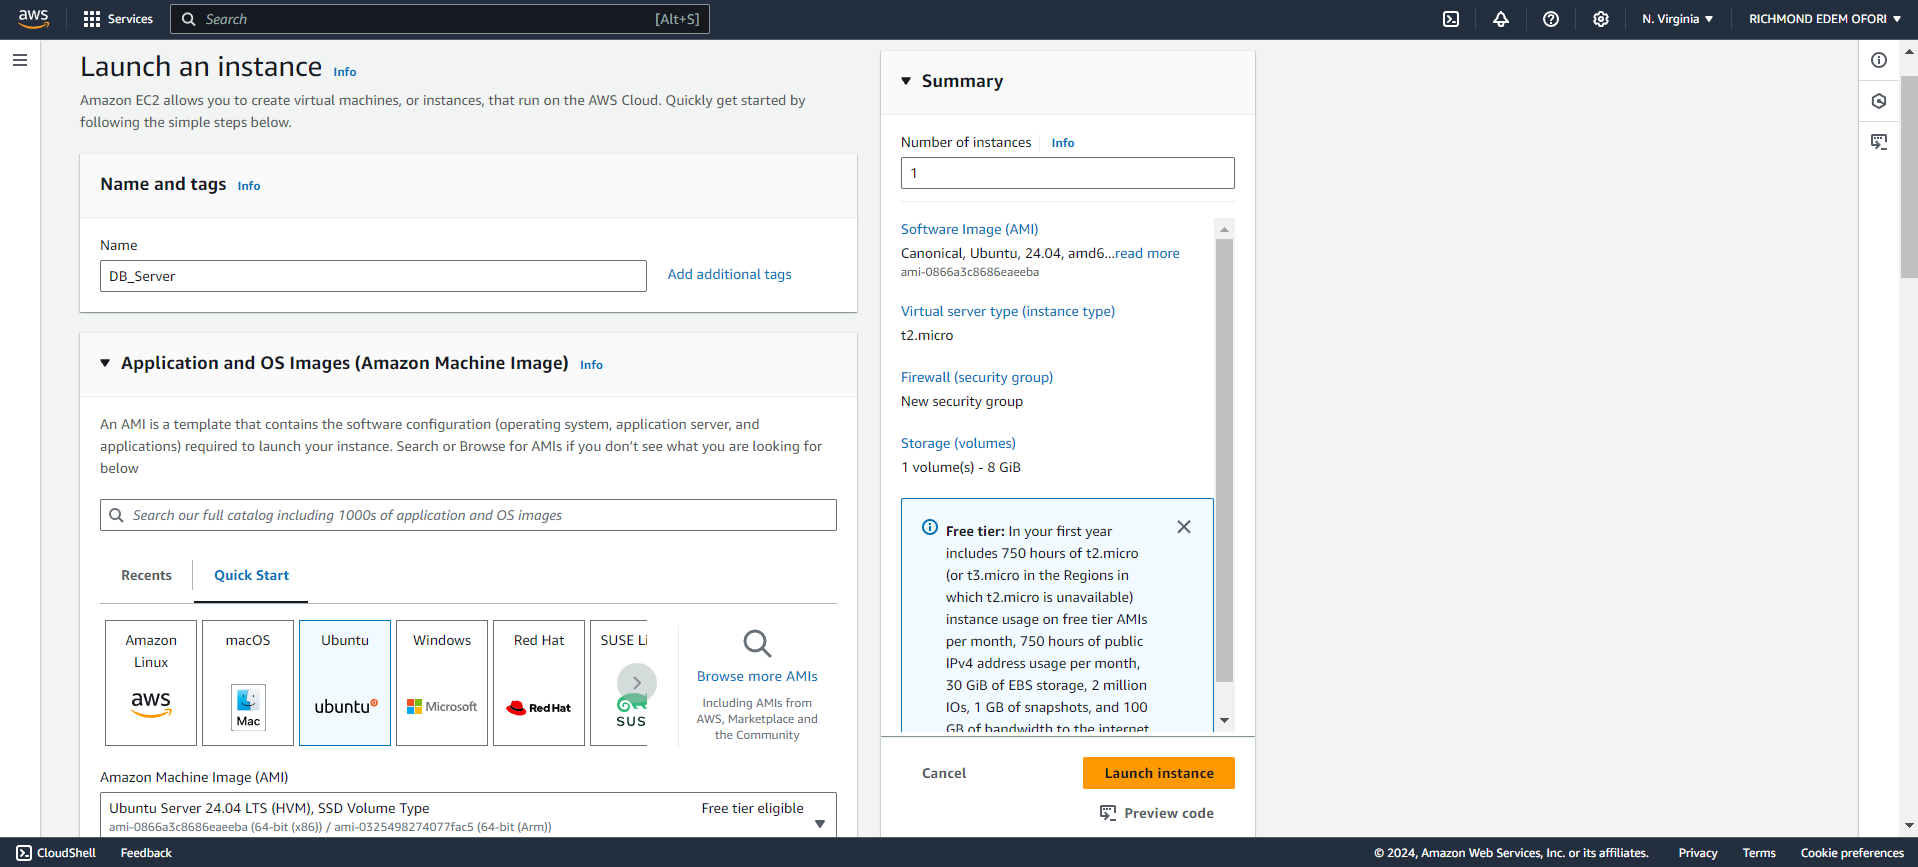 aws
Services
Search
[Alt+S]
N. Virginia
RICHMOND EDEM OFORI
Launch an instance Info
Amazon EC2 allows you to create virtual machines, or instances, that run on the AWS Cloud. Quickly get started by
following the simple steps below.
Name and tags Info
Name
DB_Server
Add additional tags
Application and OS Images (Amazon Machine Image) Info
An AMI is a template that contains the software configuration (operating system, application server, and
applications) required to launch your instance. Search or Browse for AMIs if you don’t see what you are looking for
below
Search our full catalog including 1000s of application and OS images
Recents
Quick Start
Amazon
Linux
aws
macOS
Mac
Ubuntu
ubuntu
Windows
Microsoft
Red Hat
Red Hat
SUSE Li
SUS
Browse more AMIs
Including AMIs from
AWS, Marketplace and
the Community
Amazon Machine Image (AMI)
Ubuntu Server 24.04 LTS (HVM), SSD Volume Type
Free tier eligible
ami-0866a3c8686eaeeba (64-bit (x86)) / ami-0325498274077fac5 (64-bit (Arm))
Summary
Number of instances Info
1
Software Image (AMI)
Canonical, Ubuntu, 24.04, amd6...read more
ami-0866a3c8686eaeeba
Virtual server type (instance type)
t2.micro
Firewall (security group)
New security group
Storage (volumes)
1 volume(s) - 8 GiB
Free tier: In your first year
includes 750 hours of t2.micro
(or t3.micro in the Regions in
which t2.micro is unavailable)
instance usage on free tier AMIs
per month, 750 hours of public
IPv4 address usage per month,
30 GiB of EBS storage, 2 million
IOs, 1 GB of snapshots, and 100
GB of bandwidth to the internet
Cancel
Launch instance
Preview code
CloudShell
Feedback
© 2024, Amazon Web Services, Inc. or its affiliates.
Privacy
Terms
Cookie preferences